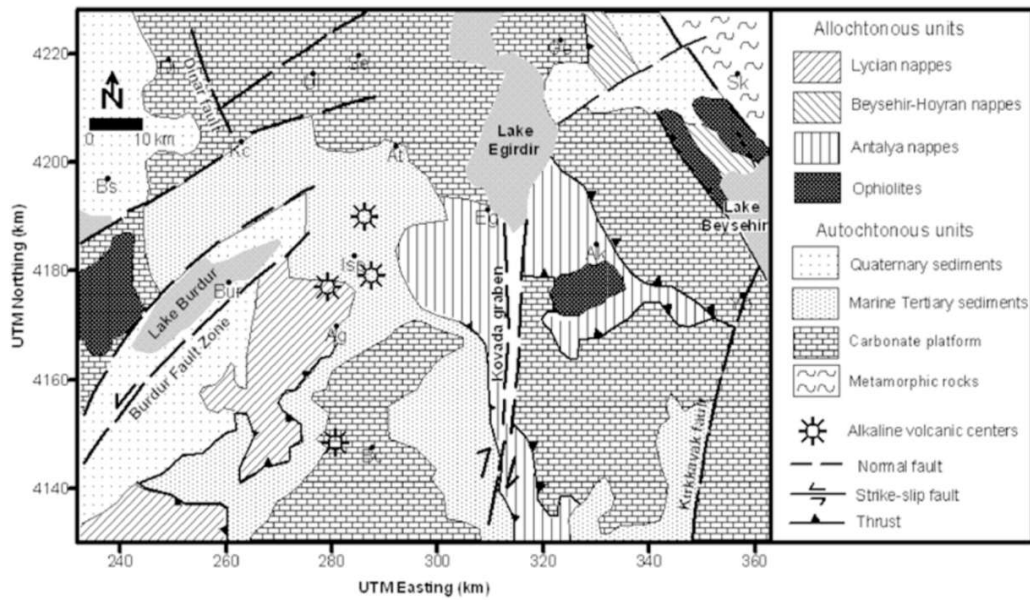 4220
4200
4180
4160
4140
UTM Northing (km)
240
260
280
300
320
340
360
UTM Easting (km)
N
0 10 km
Dinar fault
Se
Sk
Kc
At
Bs
Lake
Egirdir
Eg
Lake
Beysehir
Lake Burdur
Bur
Isp
Ag
Burdur Fault Zone
Kovada graben
Kirkkavak fault
Allochtonous units
Lycian nappes
Beysehir-Hoyran nappes
Antalya nappes
Ophiolites
Autochtonous units
Quaternary sediments
Marine Tertiary sediments
Carbonate platform
Metamorphic rocks
Alkaline volcanic centers
Normal fault
Strike-slip fault
Thrust